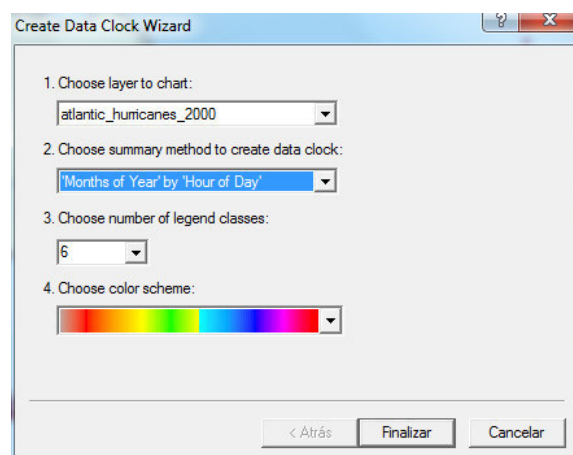 Create Data Clock Wizard
?
X
1. Choose layer to chart:
atlantic_hurricanes_2000
2. Choose summary method to create data clock:
'Months of Year' by 'Hour of Day'
3. Choose number of legend classes:
6
4. Choose color scheme:
< Atrás Finalizar Cancelar